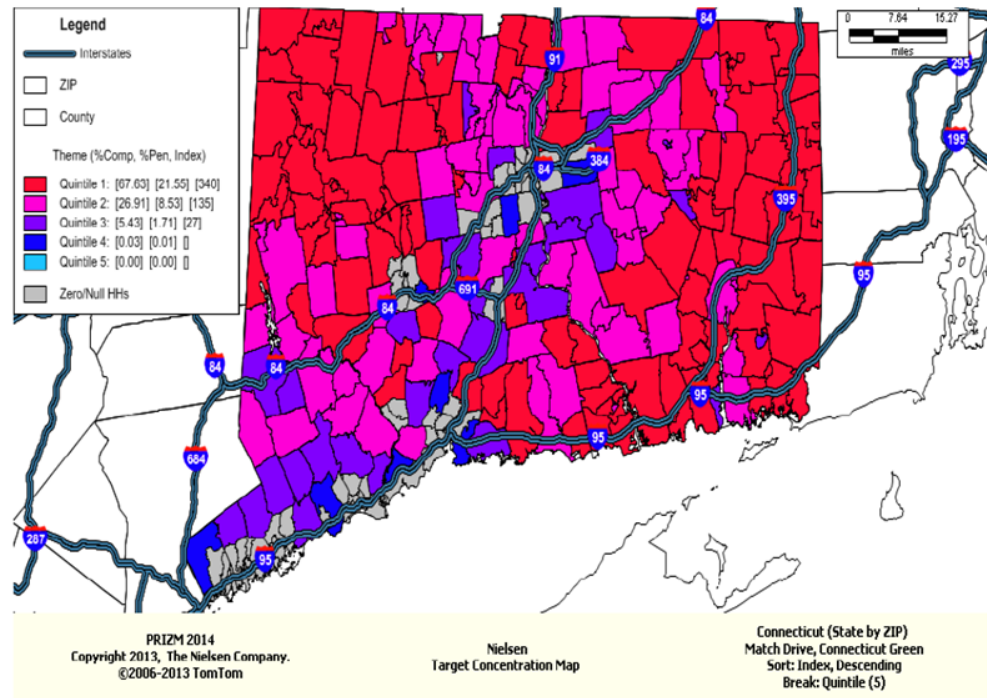 Legend
Interstates
ZIP
County
Theme (%Comp, %Pen, Index)
Quintile 1: [67.63] [21.55] [340]
Quintile 2: [26.91] [8.53] [135]
Quintile 3: [5.43] [1.71] [27]
Quintile 4: [0.03] [0.01] []
Quintile 5: [0.00] [0.00] []
Zero/Null HHs
0 7.64 15.27
miles
84
91
295
195
384
84
395
95
691
84
84
84
95
95
684
287
95
PRIZM 2014
Copyright 2013, The Nielsen Company.
©2006-2013 TomTom
Nielsen
Target Concentration Map
Connecticut (State by ZIP)
Match Drive, Connecticut Green
Sort: Index, Descending
Break: Quintile (5)